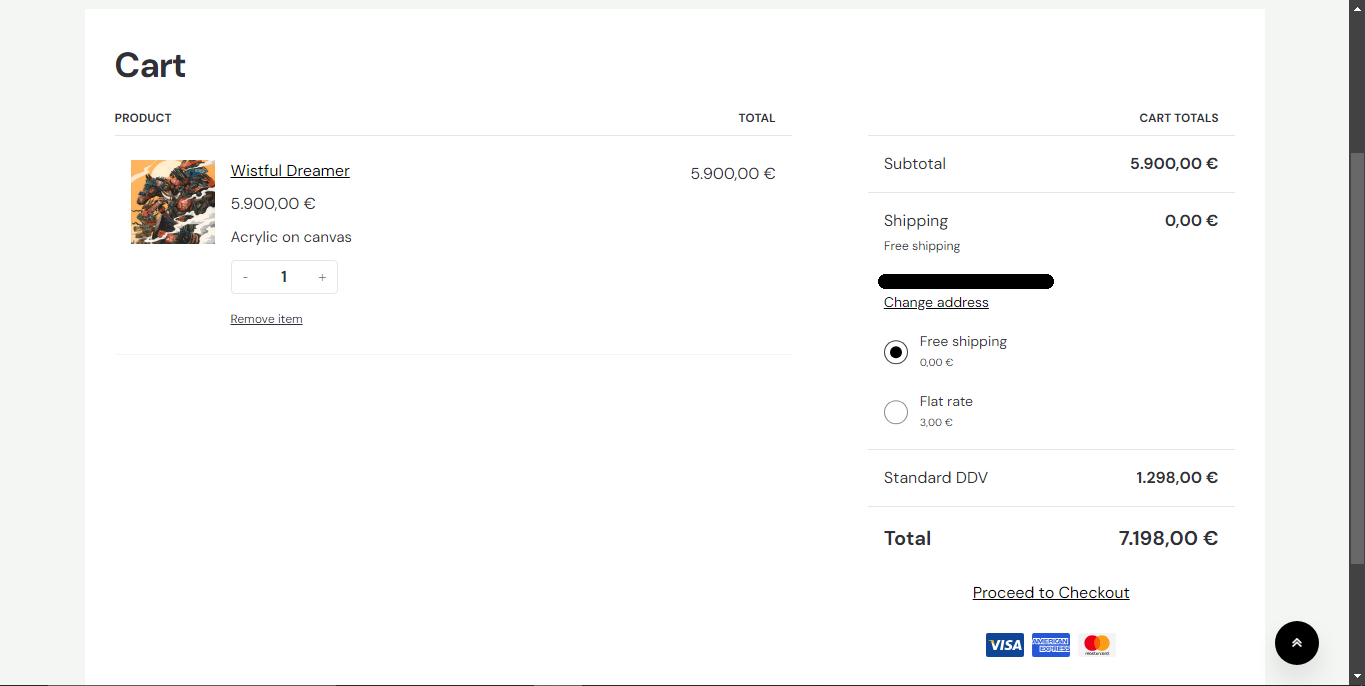 Cart
PRODUCT
TOTAL
Wistful Dreamer
5.900,00 €
5.900,00 €
Acrylic on canvas
- 1 +
Remove item
CART TOTALS
Subtotal 5.900,00 €
Shipping 0,00 €
Free shipping
Change address
Free shipping
0,00 €
Flat rate
3,00 €
Standard DDV 1.298,00 €
Total 7.198,00 €
Proceed to Checkout
VISA AMERICAN EXPRESS mastercard